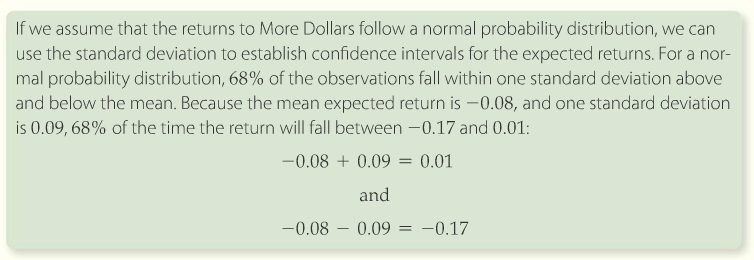 If we assume that the returns to More Dollars follow a normal probability distribution, we can
use the standard deviation to establish confidence intervals for the expected returns. For a nor-
mal probability distribution, 68% of the observations fall within one standard deviation above
and below the mean. Because the mean expected return is −0.08, and one standard deviation
is 0.09, 68% of the time the return will fall between −0.17 and 0.01:
−0.08 + 0.09 = 0.01
and
−0.08 − 0.09 = −0.17